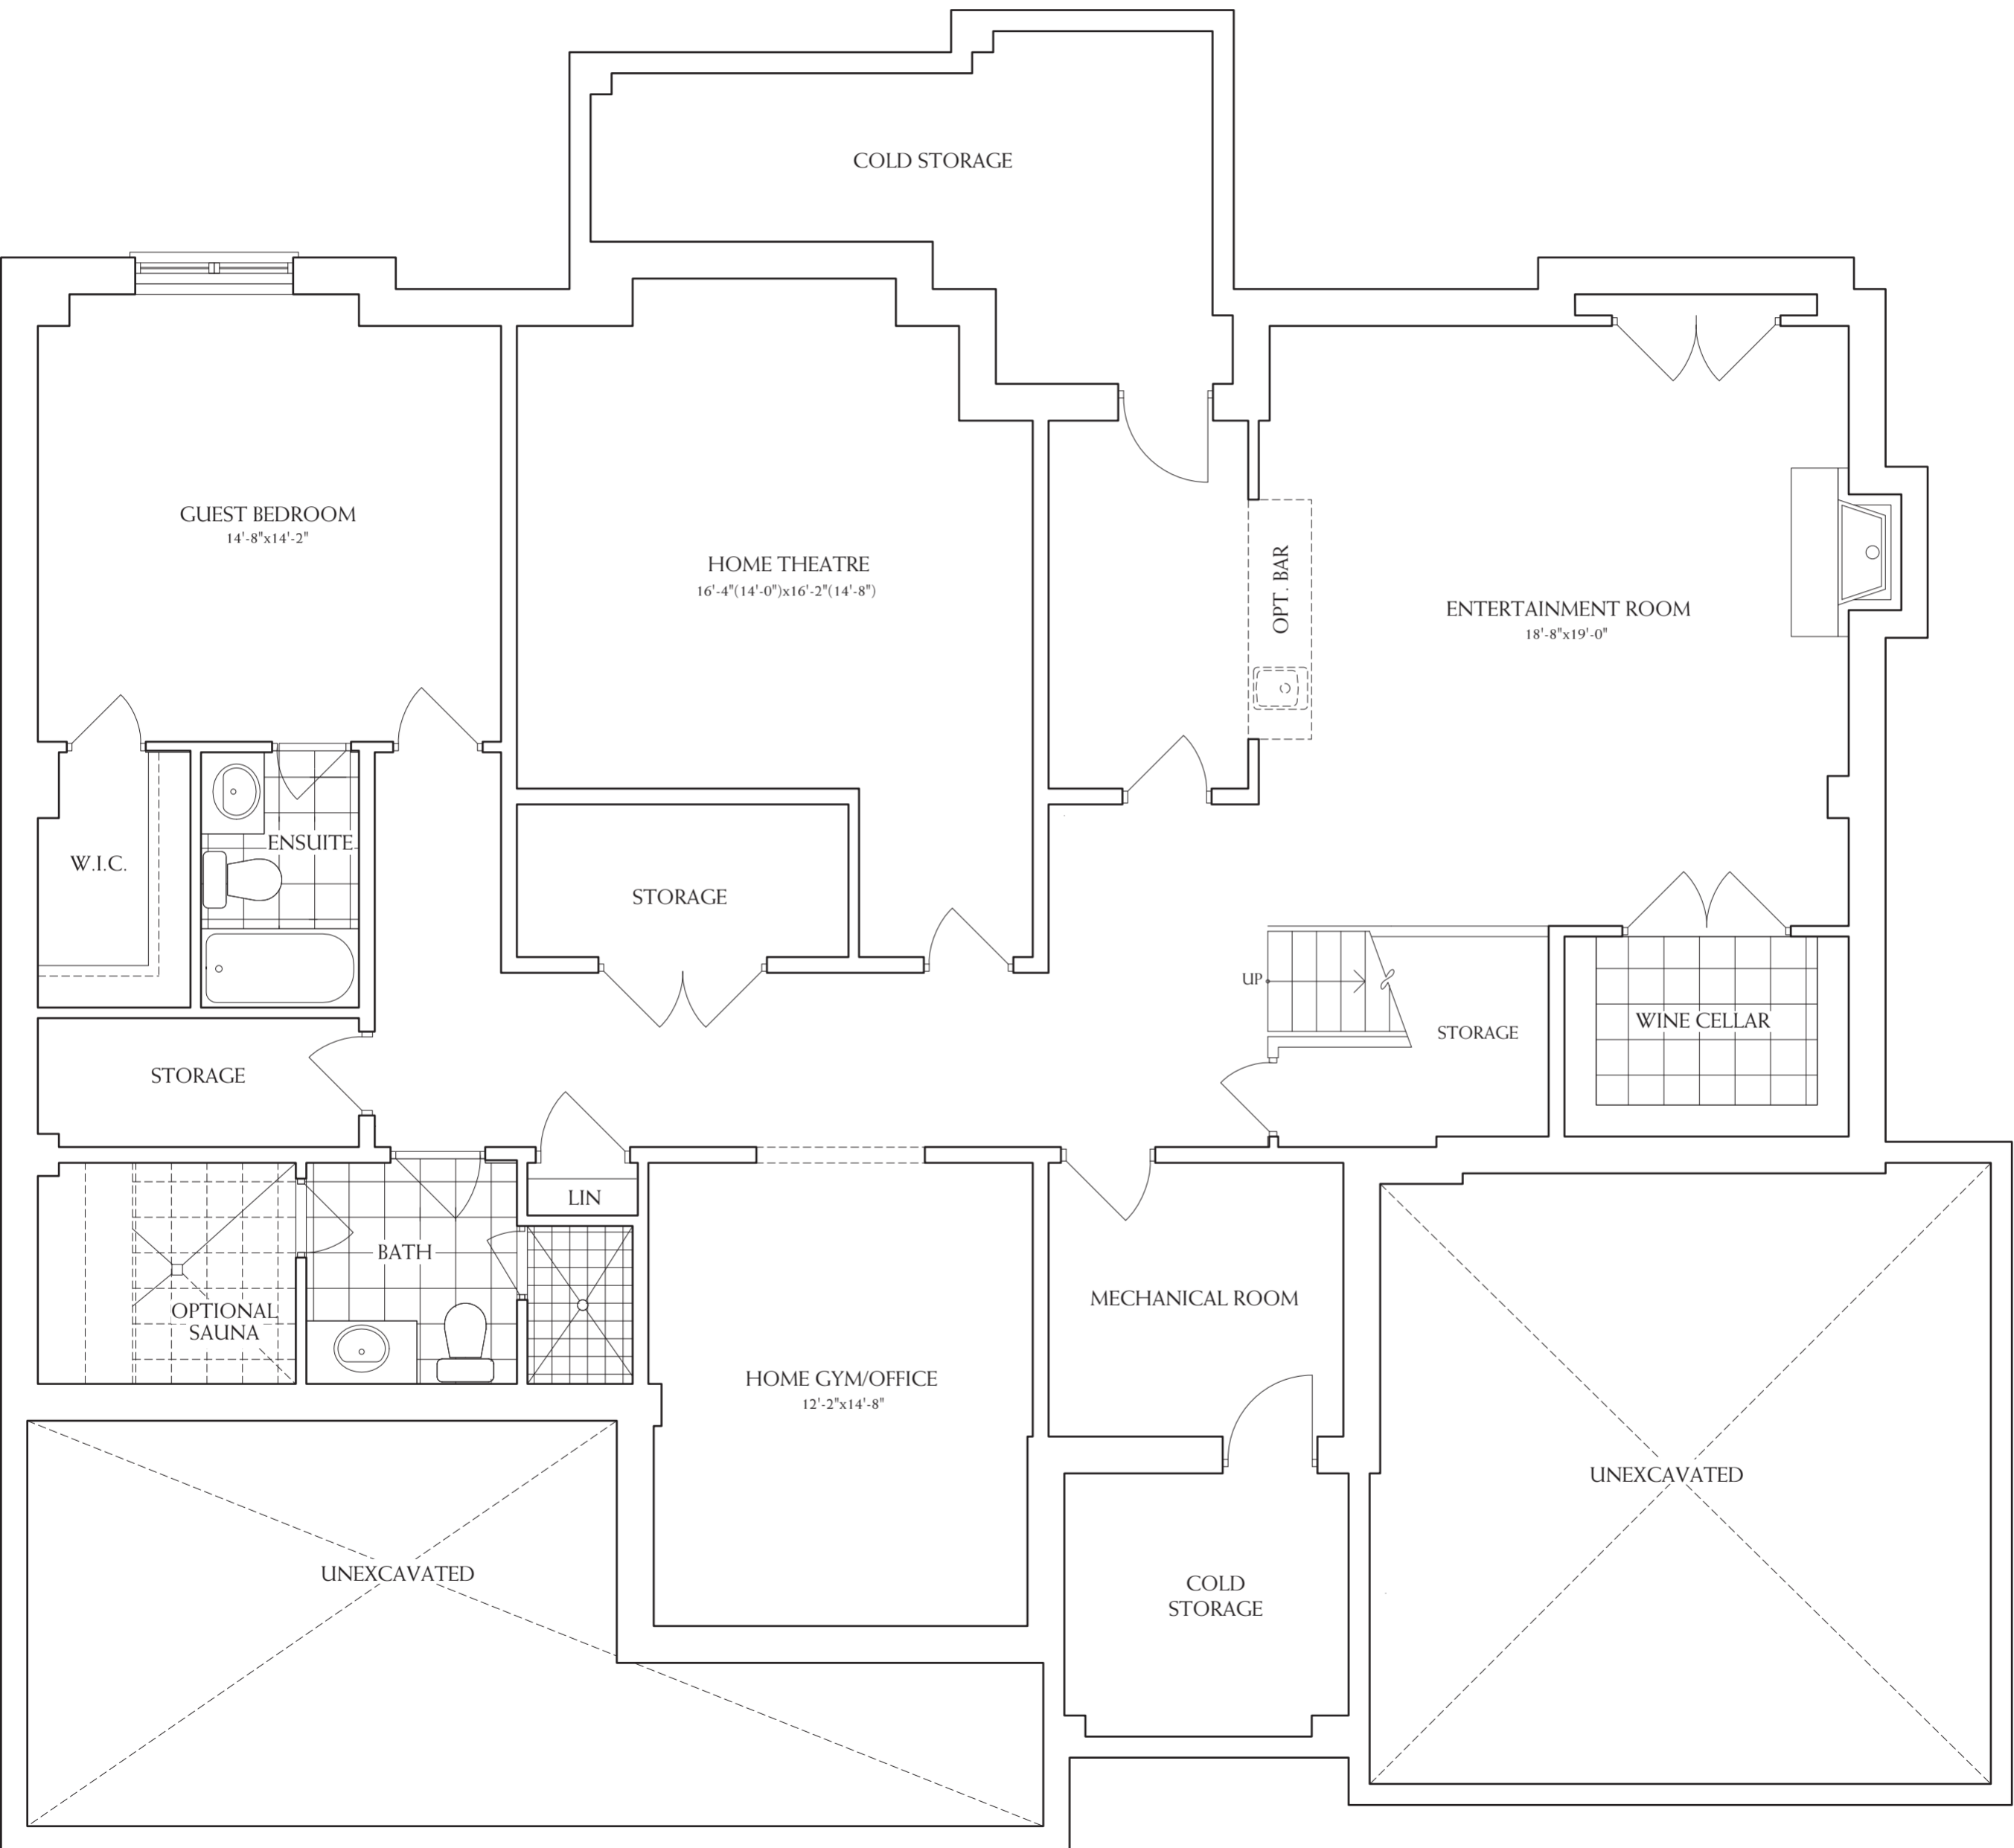 COLD STORAGE
GUEST BEDROOM
14'-8"x14'-2"
HOME THEATRE
16'-4"(14'-0")x16'-2"(14'-8")
OPT. BAR
ENTERTAINMENT ROOM
18'-8"x19'-0"
W.I.C.
ENSUITE
STORAGE
UP
STORAGE
WINE CELLAR
STORAGE
LIN
BATH
OPTIONAL
SAUNA
MECHANICAL ROOM
HOME GYM/OFFICE
12'-2"x14'-8"
UNEXCAVATED
UNEXCAVATED
COLD
STORAGE